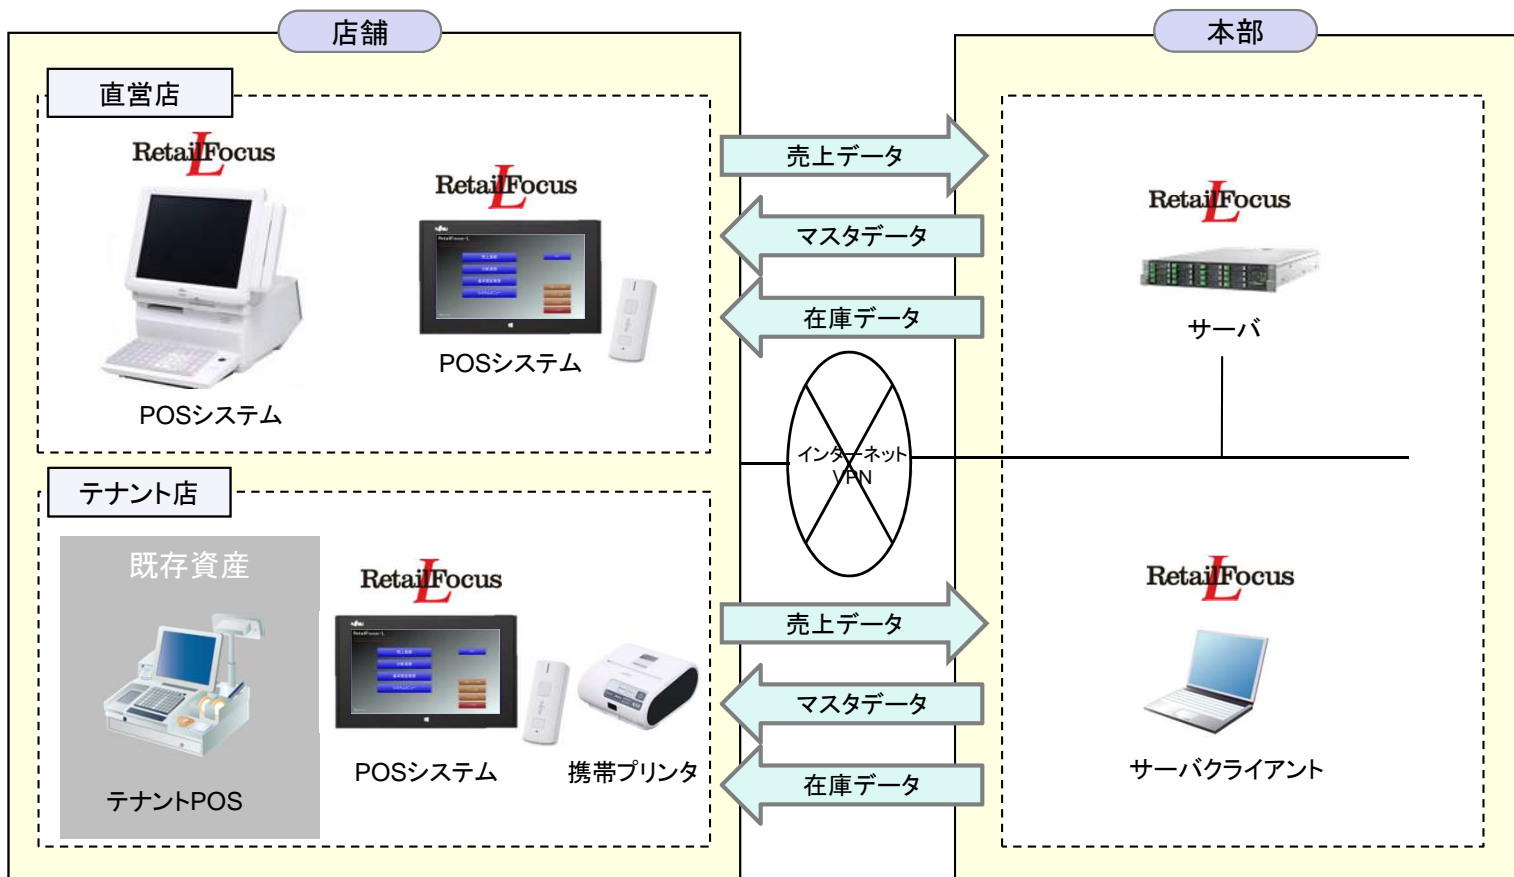 店舗
本部
直営店
RetailFocus
L
RetailFocus
L
POSシステム
POSシステム
売上データ
マスタデータ
在庫データ
RetailFocus
L
サーバ
インターネット
VPN
テナント店
既存資産
テナントPOS
RetailFocus
L
POSシステム
携帯プリンタ
売上データ
マスタデータ
在庫データ
RetailFocus
L
サーバクライアント